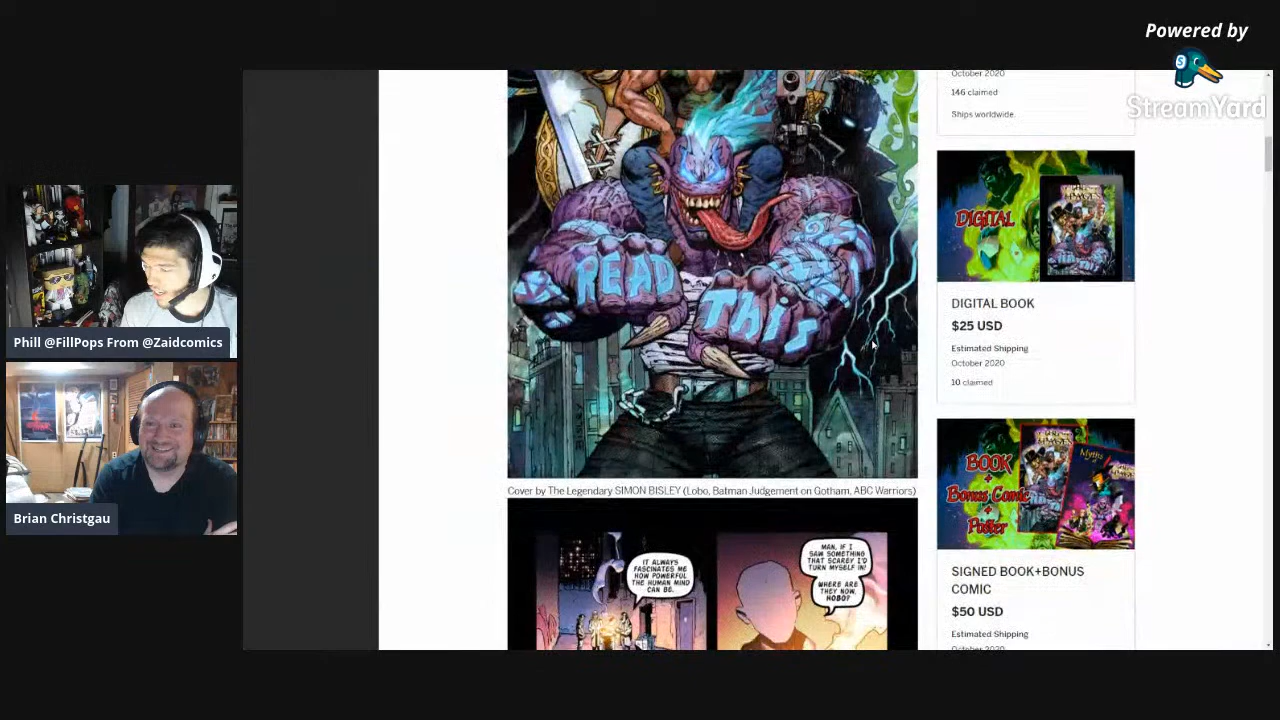 Powered by
StreamYard
Phill @FillPops From @Zaidcomics
Brian Christgau
READ THIS
Cover by The Legendary SIMON BISLEY (Lobo, Batman Judgement on Gotham, ABC Warriors)
IT ALWAYS
FASCINATES ME
HOW POWERFUL
THE HUMAN MIND
CAN BE.
MAN, IF I
SAW SOMETHING
THAT SCAREY I'D
TURN MYSELF IN!
WHERE ARE
THEY NOW,
HOBO?
October 2020
146 claimed
Ships worldwide.
DIGITAL
DIGITAL BOOK
$25 USD
Estimated Shipping
October 2020
10 claimed
BOOK
+
Bonus Comic
+
Poster
Myths
SIGNED BOOK+BONUS
COMIC
$50 USD
Estimated Shipping
October 2020